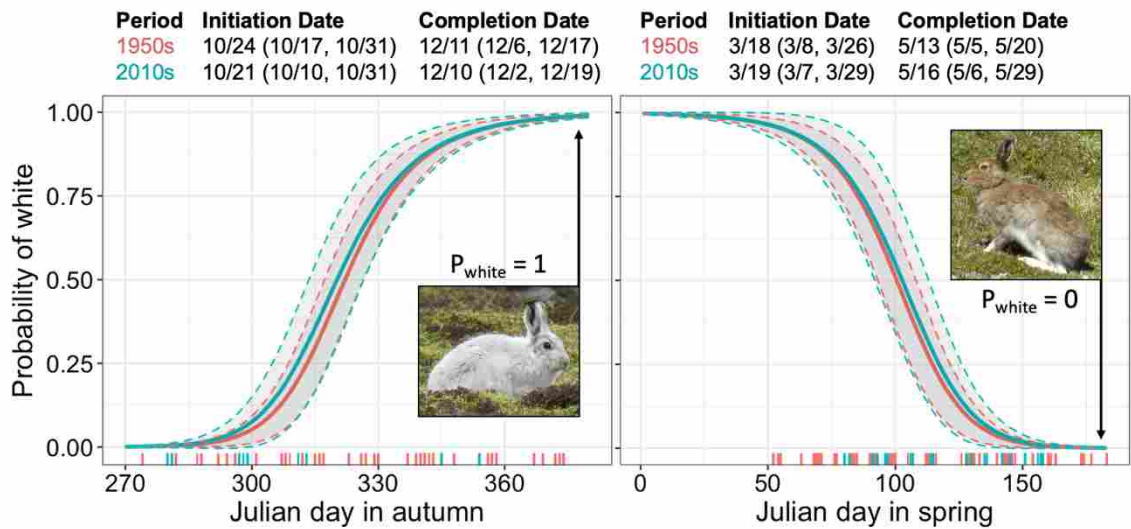 Period Initiation Date Completion Date
1950s 10/24 (10/17, 10/31) 12/11 (12/6, 12/17)
2010s 10/21 (10/10, 10/31) 12/10 (12/2, 12/19)
Period Initiation Date Completion Date
1950s 3/18 (3/8, 3/26) 5/13 (5/5, 5/20)
2010s 3/19 (3/7, 3/29) 5/16 (5/6, 5/29)
Probability of white
1.00
0.75
0.50
0.25
0.00
Pwhite = 1
270 300 330 360
Julian day in autumn
Pwhite = 0
0 50 100 150
Julian day in spring